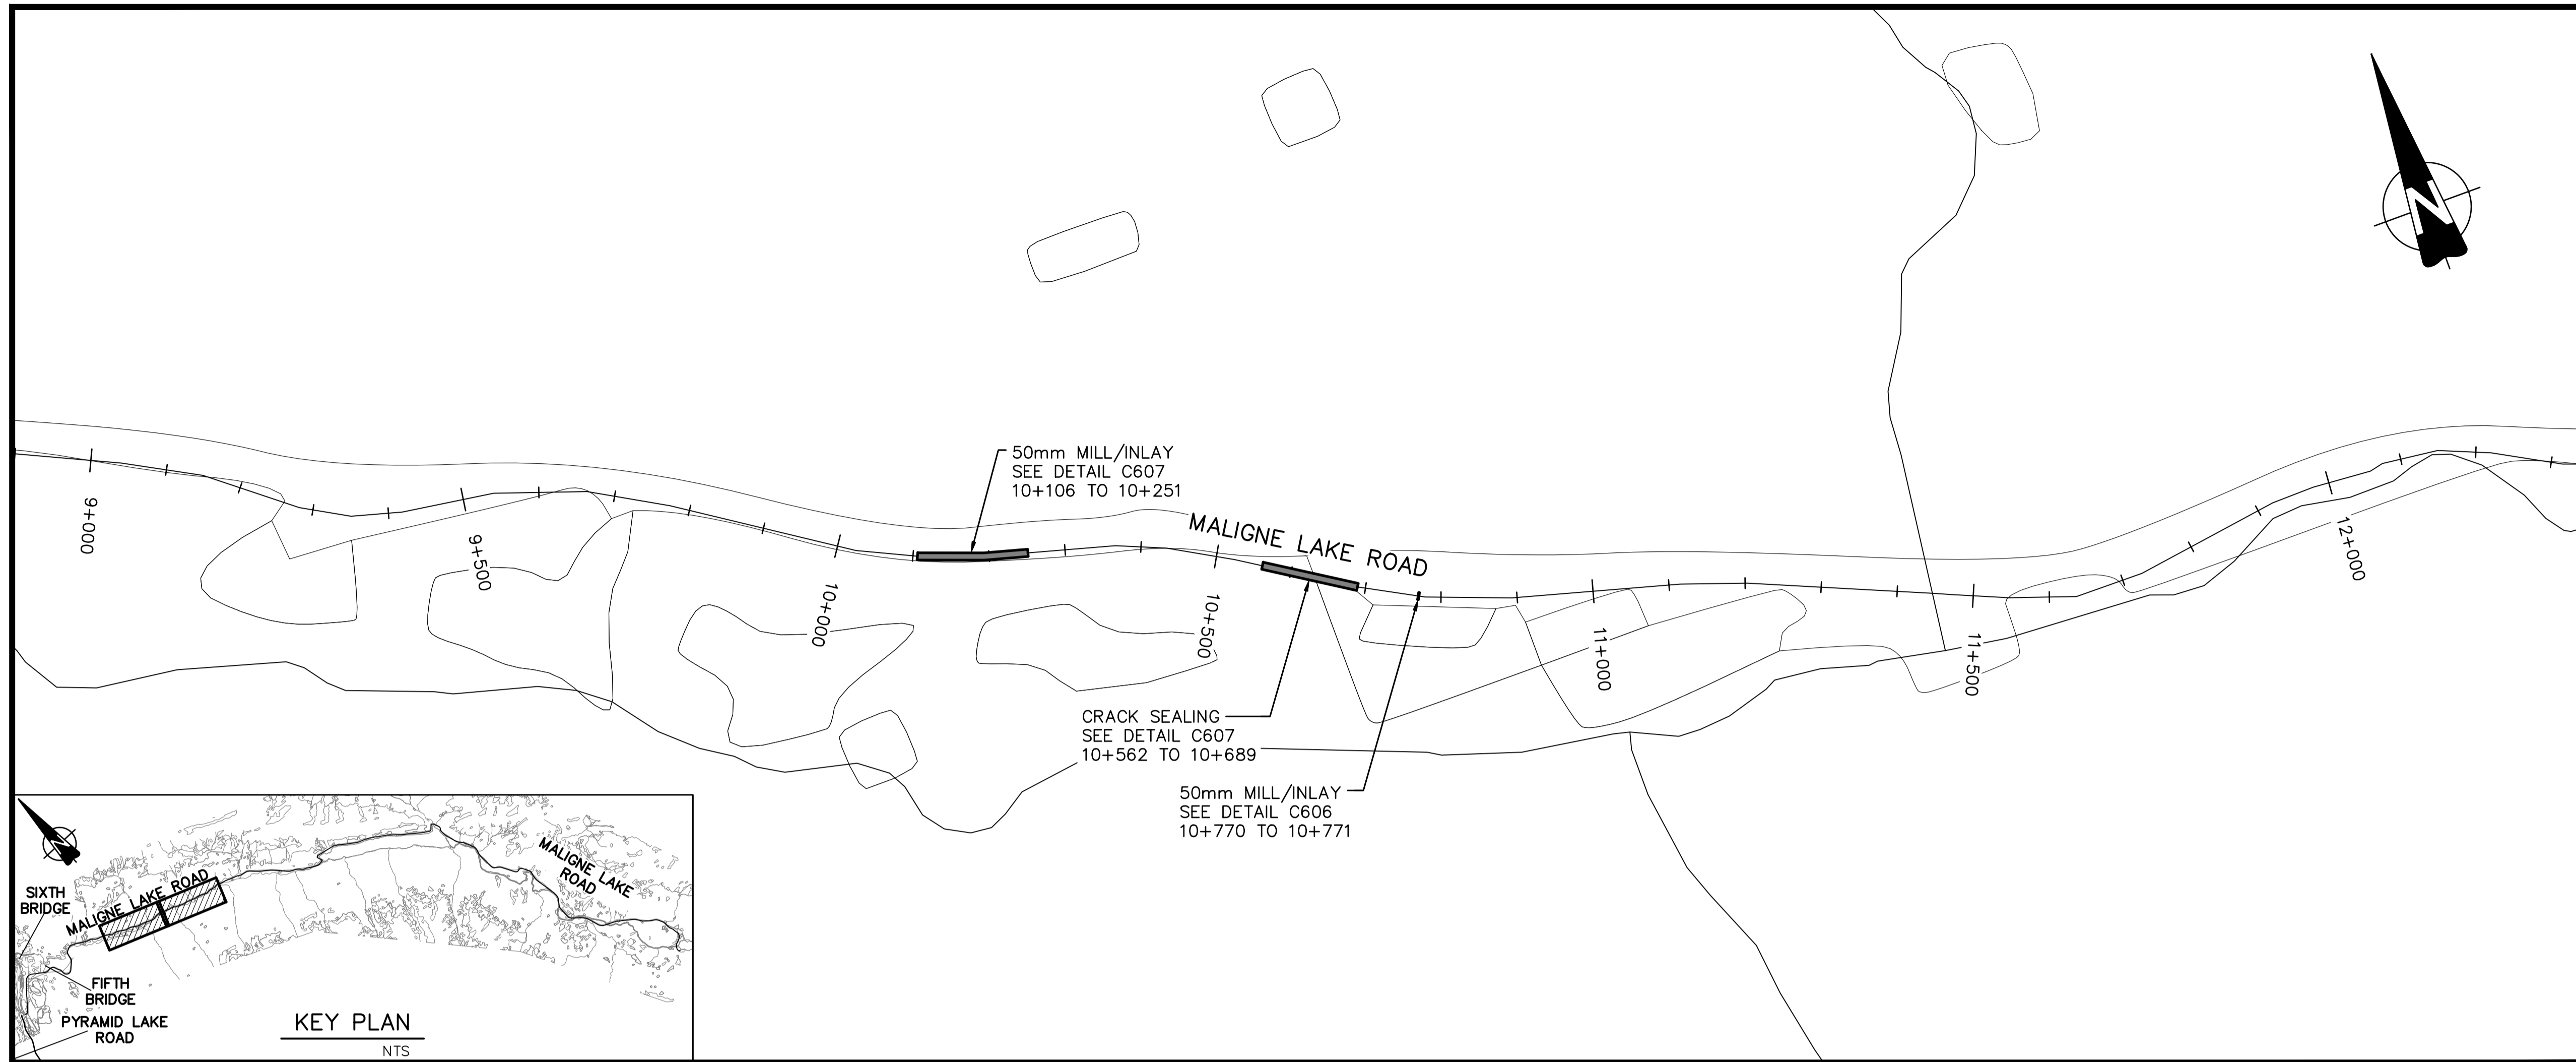 N
50mm MILL/INLAY
SEE DETAIL C607
10+106 TO 10+251
MALIGNE LAKE ROAD
9+000
9+500
10+000
10+500
11+000
11+500
12+000
CRACK SEALING
SEE DETAIL C607
10+562 TO 10+689
50mm MILL/INLAY
SEE DETAIL C606
10+770 TO 10+771
N
SIXTH
BRIDGE
MALIGNE LAKE ROAD
MALIGNE LAKE
ROAD
FIFTH
BRIDGE
PYRAMID LAKE
ROAD
KEY PLAN
NTS